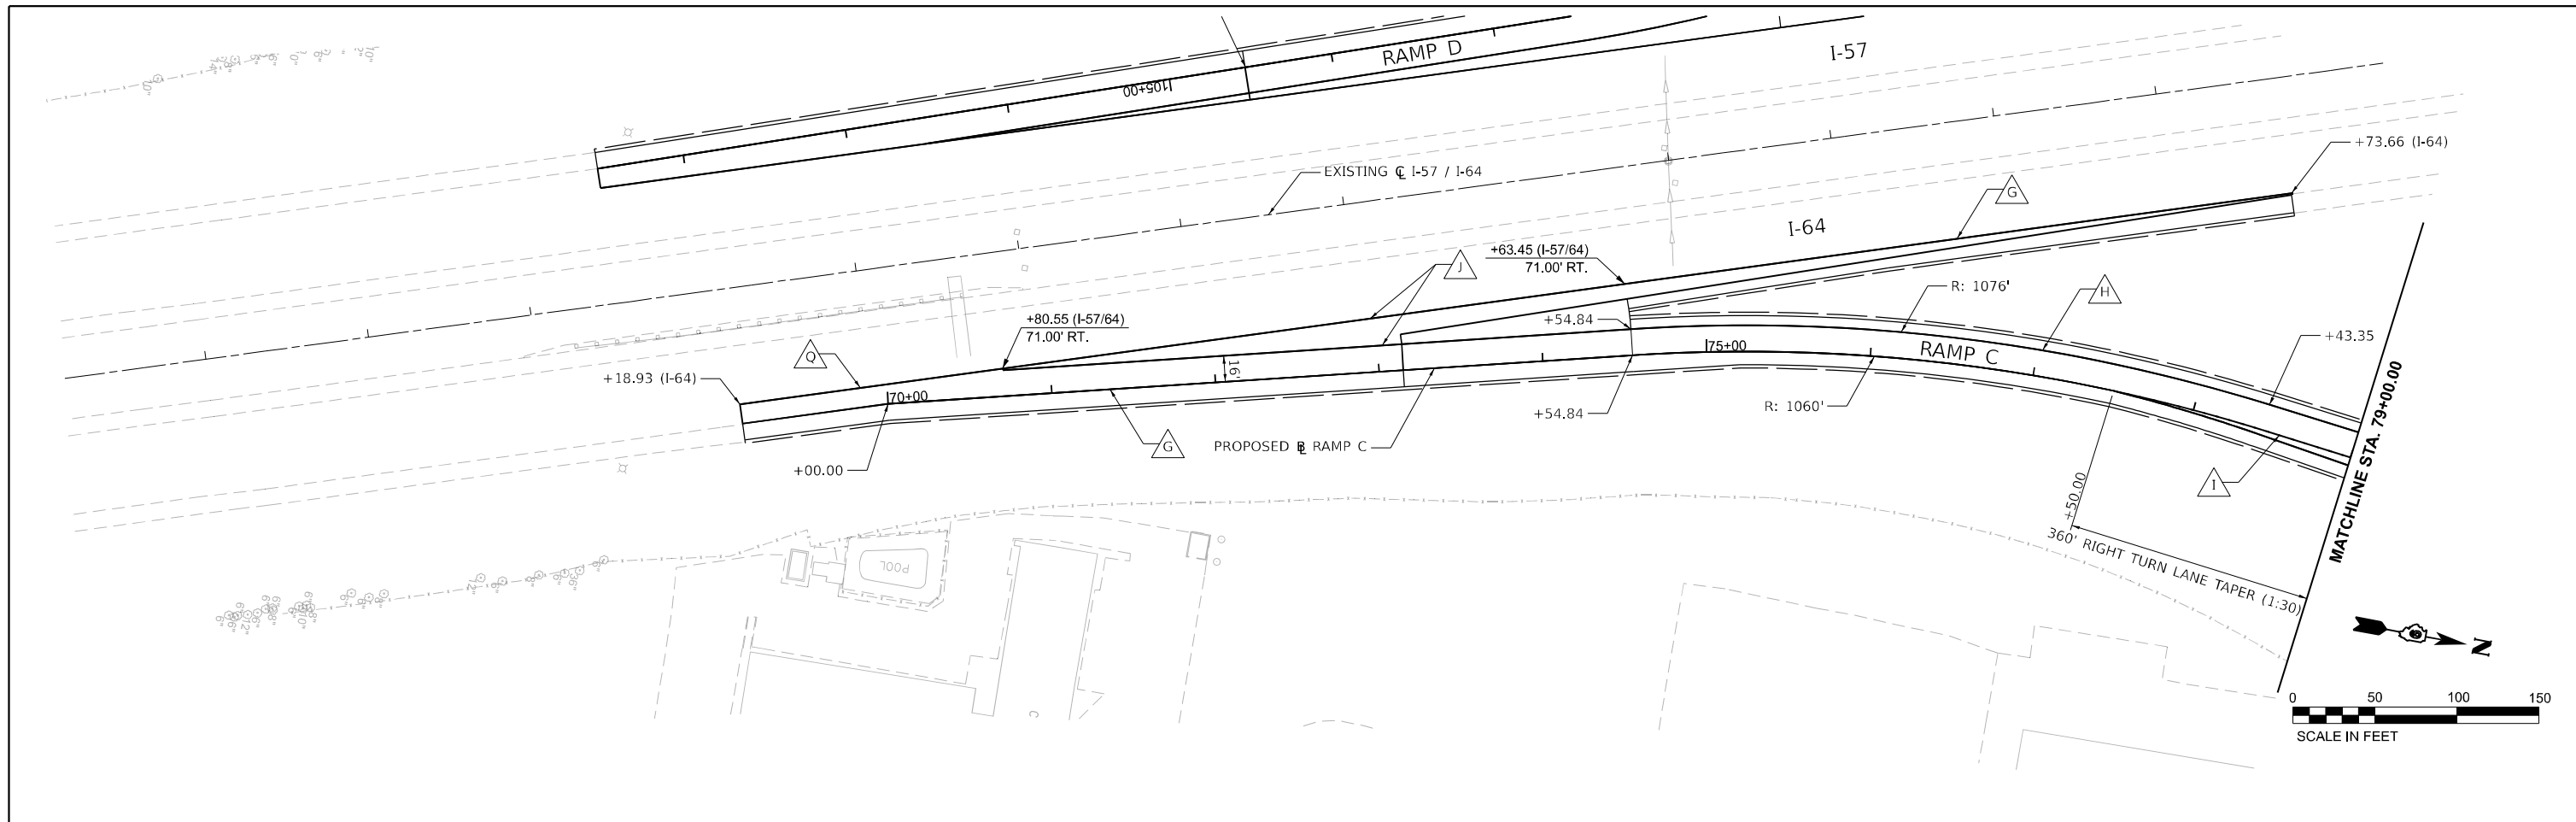 RAMP D
I-57
105+00
+73.66 (I-64)
EXISTING ℄ I-57 / I-64
G
I-64
+63.45 (I-57/64)
71.00' RT.
J
R: 1076'
H
+80.55 (I-57/64)
71.00' RT.
+54.84
+43.35
Q
16'
75+00
RAMP C
+18.93 (I-64)
70+00
+54.84
R: 1060'
G
PROPOSED B̲L RAMP C
+00.00
I
+50.00
360' RIGHT TURN LANE TAPER (1:30)
MATCHLINE STA. 79+00.00
POOL
C
N
0 50 100 150
SCALE IN FEET